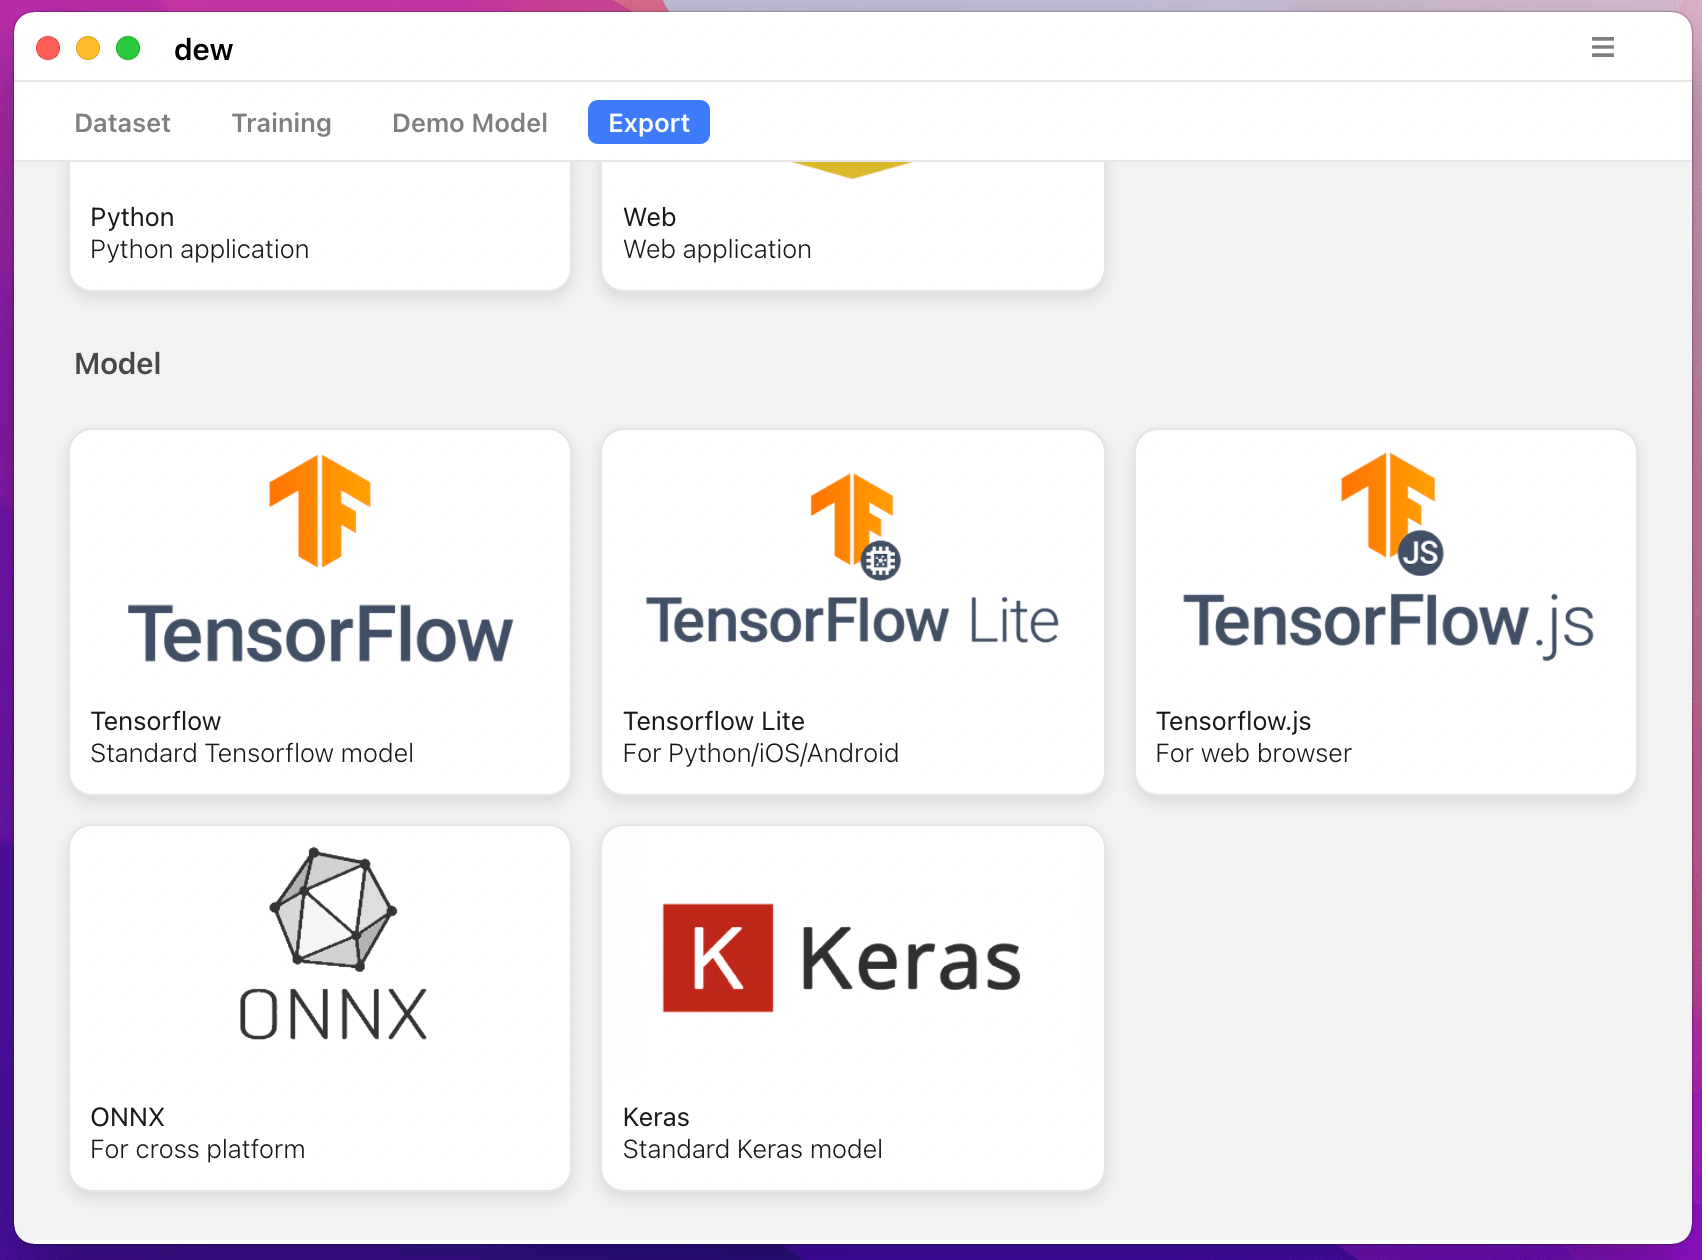 dew
Dataset Training Demo Model Export
Python
Python application
Web
Web application
Model
TensorFlow
Tensorflow
Standard Tensorflow model
TensorFlow Lite
Tensorflow Lite
For Python/iOS/Android
JS
TensorFlow.js
Tensorflow.js
For web browser
ONNX
ONNX
For cross platform
K Keras
Keras
Standard Keras model